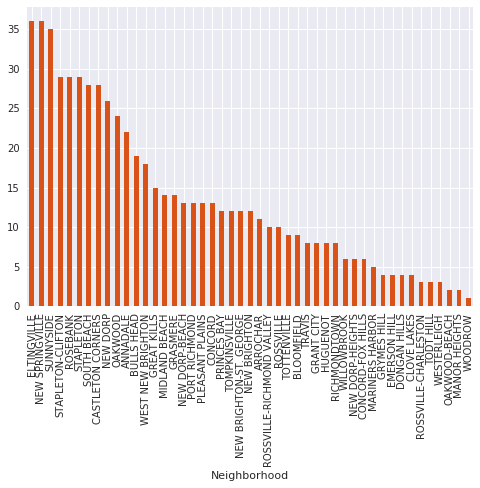 35
30
25
20
15
10
5
0
ELTINGVILLE
NEW SPRINGVILLE
SUNNYSIDE
STAPLETON-CLIFTON
ROSEBANK
STAPLETON
SOUTH BEACH
CASTLETON CORNERS
NEW DORP
OAKWOOD
ANNADALE
BULLS HEAD
WEST NEW BRIGHTON
GREAT KILLS
MIDLAND BEACH
GRASMERE
NEW DORP-BEACH
PORT RICHMOND
PLEASANT PLAINS
CONCORD
PRINCES BAY
TOMPKINSVILLE
NEW BRIGHTON-ST. GEORGE
NEW BRIGHTON
ARROCHAR
ROSSVILLE-RICHMOND VALLEY
ROSSVILLE
TOTTENVILLE
BLOOMFIELD
TRAVIS
GRANT CITY
HUGUENOT
RICHMONDTOWN
WILLOWBROOK
NEW DORP-HEIGHTS
CONCORD-FOX HILLS
MARINERS HARBOR
GRYMES HILL
EMERSON HILL
DONGAN HILLS
CLOVE LAKES
ROSSVILLE-CHARLESTON
TODT HILL
WESTERLEIGH
OAKWOOD-BEACH
MANOR HEIGHTS
WOODROW
Neighborhood